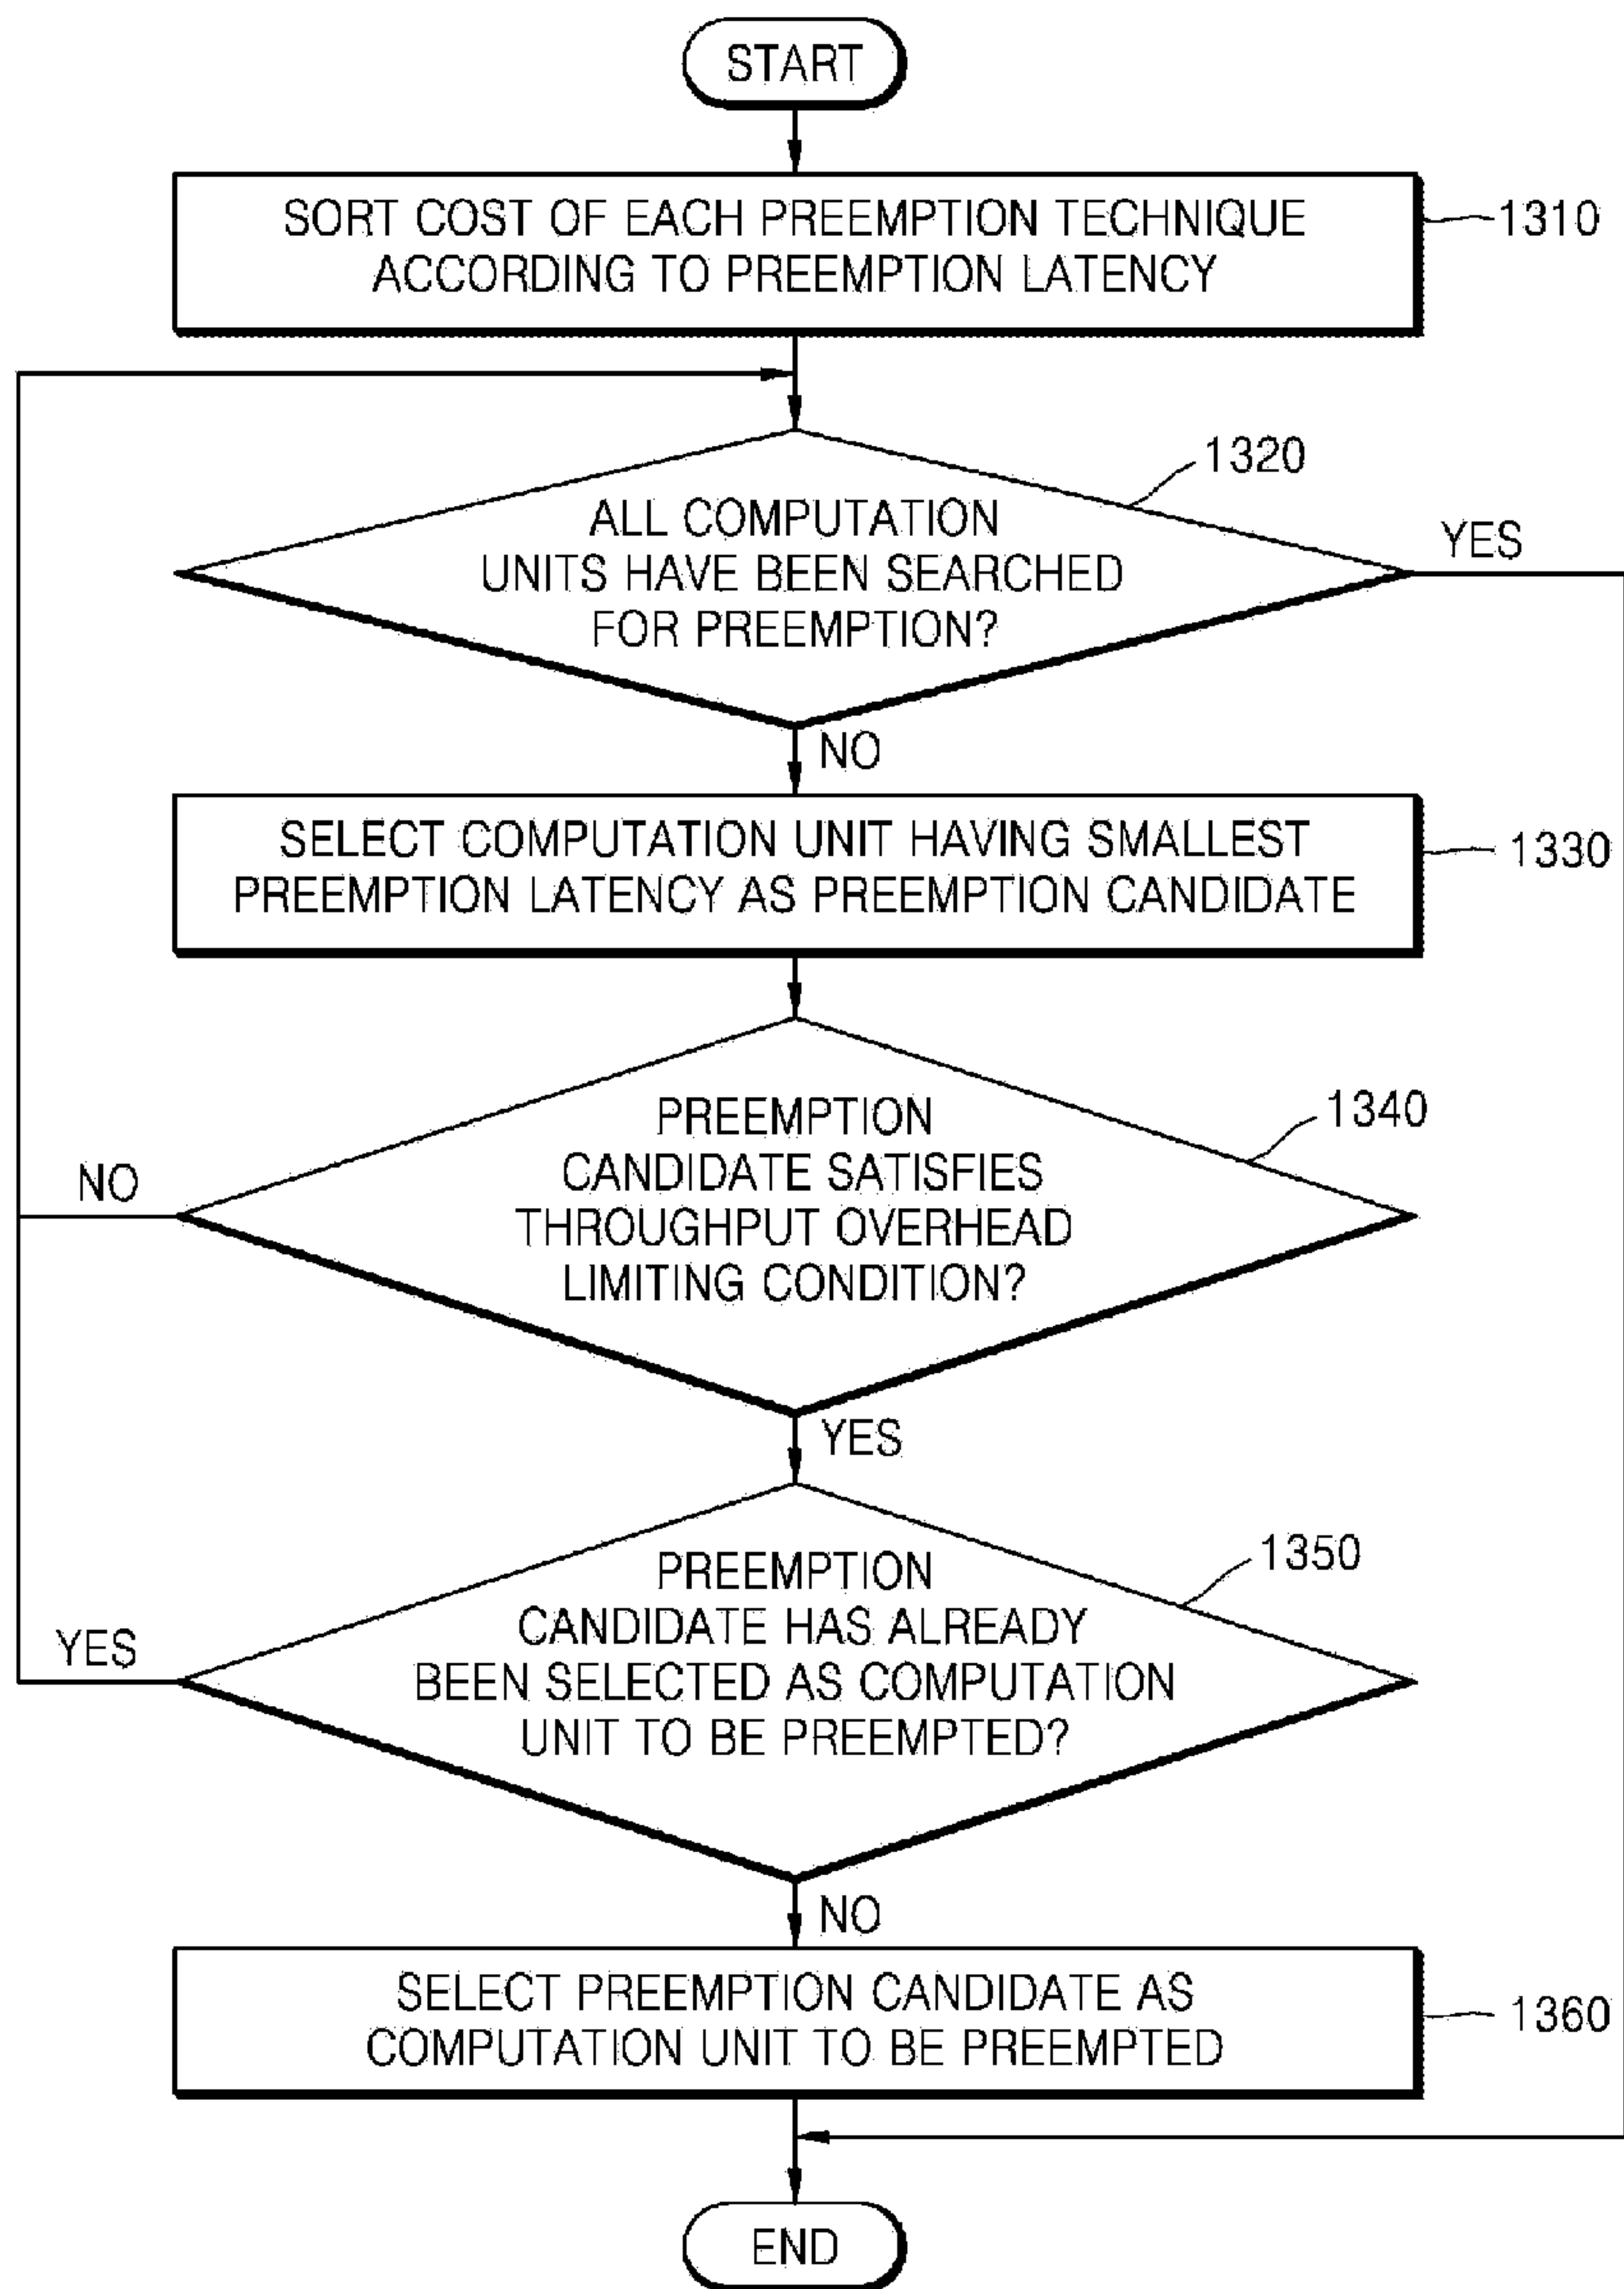 START
SORT COST OF EACH PREEMPTION TECHNIQUE
ACCORDING TO PREEMPTION LATENCY
1310
1320
ALL COMPUTATION
UNITS HAVE BEEN SEARCHED
FOR PREEMPTION?
YES
NO
SELECT COMPUTATION UNIT HAVING SMALLEST
PREEMPTION LATENCY AS PREEMPTION CANDIDATE
1330
PREEMPTION
CANDIDATE SATISFIES
THROUGHPUT OVERHEAD
LIMITING CONDITION?
1340
NO
YES
PREEMPTION
CANDIDATE HAS ALREADY
BEEN SELECTED AS COMPUTATION
UNIT TO BE PREEMPTED?
1350
YES
NO
SELECT PREEMPTION CANDIDATE AS
COMPUTATION UNIT TO BE PREEMPTED
1360
END